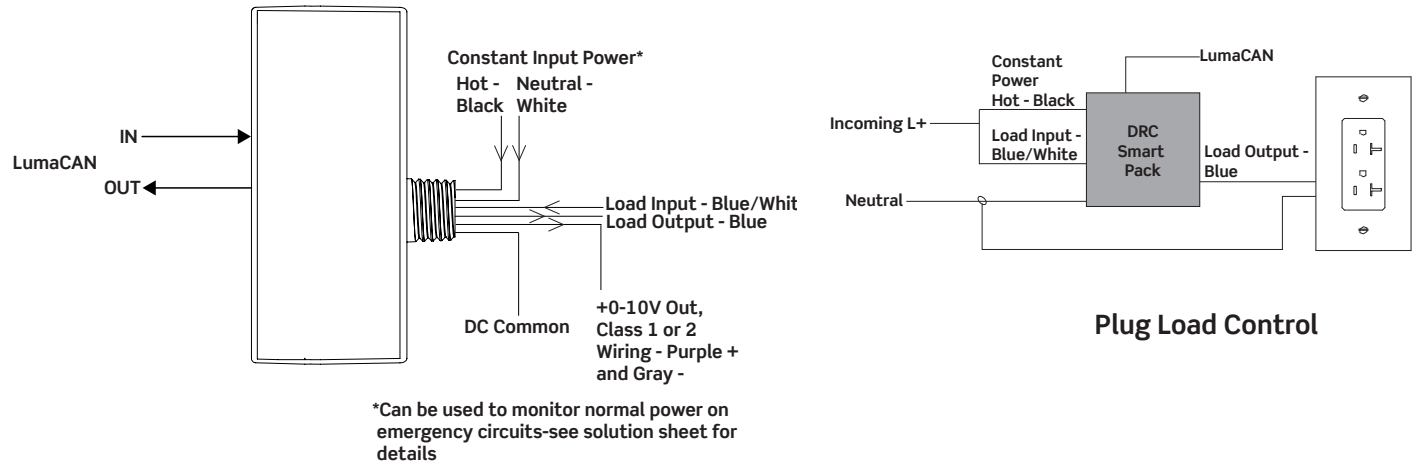 Constant Input Power*
Hot - Neutral -
Black White
IN
LumaCAN
OUT
Load Input - Blue/Whit
Load Output - Blue
DC Common
+0-10V Out,
Class 1 or 2
Wiring - Purple +
and Gray -
*Can be used to monitor normal power on
emergency circuits-see solution sheet for
details
LumaCAN
Constant
Power
Hot - Black
Incoming L+
Load Input -
Blue/White
DRC
Smart
Pack
Load Output -
Blue
Neutral
Plug Load Control